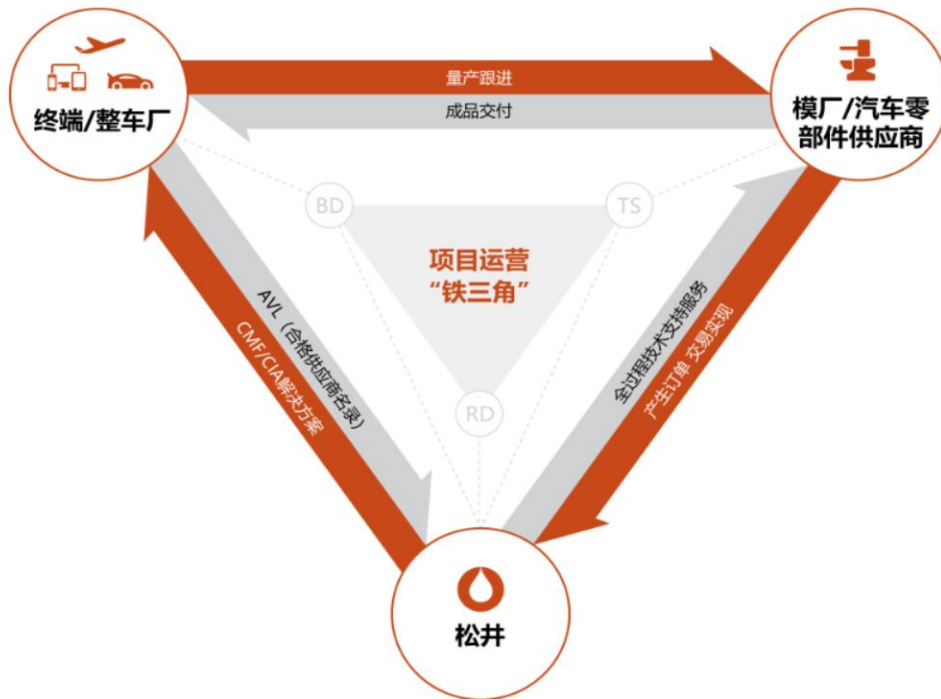 量产跟进
成品交付
终端/整车厂
模厂/汽车零
部件供应商
BD
TS
项目运营
“铁三角”
AVL（合格供应商名录）
CMF/CIA解决方案
全过程技术支持服务
产生订单 交易实现
RD
松井